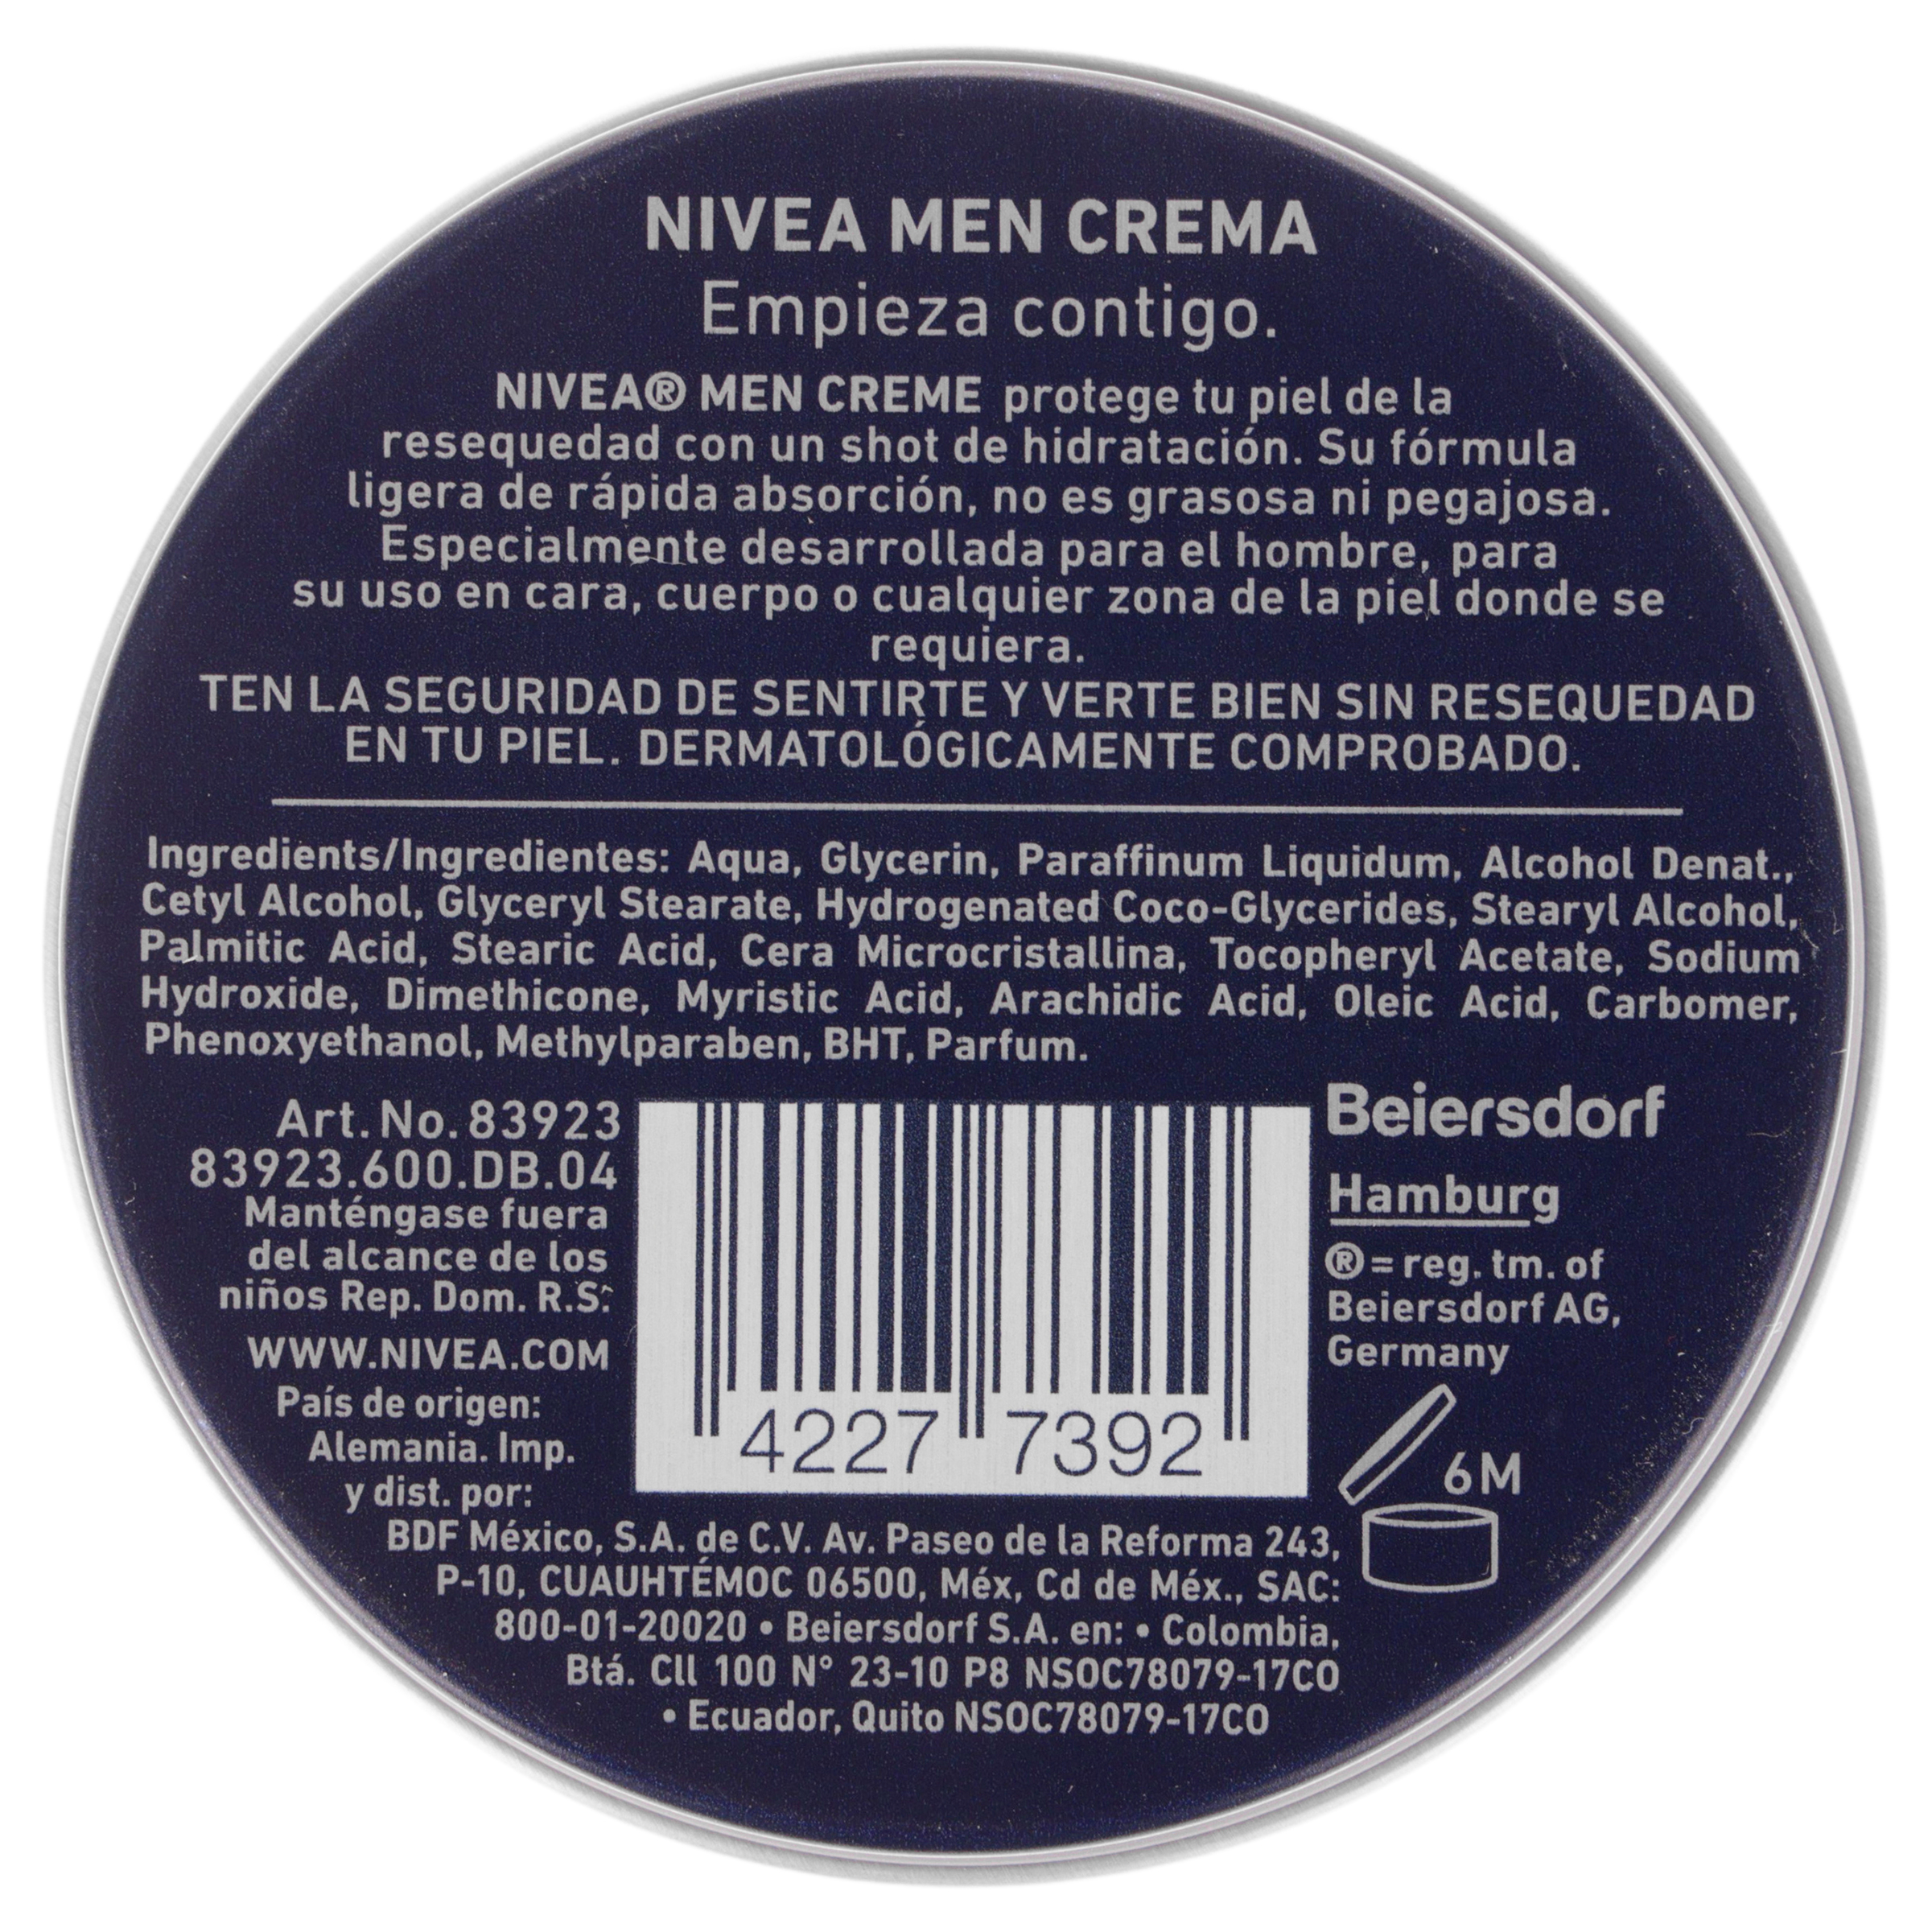 NIVEA MEN CREMA
Empieza contigo.
NIVEA® MEN CREME protege tu piel de la
resequedad con un shot de hidratación. Su fórmula
ligera de rápida absorción, no es grasosa ni pegajosa.
Especialmente desarrollada para el hombre, para
su uso en cara, cuerpo o cualquier zona de la piel donde se
requiera.
TEN LA SEGURIDAD DE SENTIRTE Y VERTE BIEN SIN RESEQUEDAD
EN TU PIEL. DERMATOLÓGICAMENTE COMPROBADO.
Ingredients/Ingredientes: Aqua, Glycerin, Paraffinum Liquidum, Alcohol Denat.,
Cetyl Alcohol, Glyceryl Stearate, Hydrogenated Coco-Glycerides, Stearyl Alcohol,
Palmitic Acid, Stearic Acid, Cera Microcristallina, Tocopheryl Acetate, Sodium
Hydroxide, Dimethicone, Myristic Acid, Arachidic Acid, Oleic Acid, Carbomer,
Phenoxyethanol, Methylparaben, BHT, Parfum.
Art. No. 83923
83923.600.DB.04
Manténgase fuera
del alcance de los
niños Rep. Dom. R.S.:
WWW.NIVEA.COM
País de origen:
Alemania. Imp.
y dist. por:
BDF México, S.A. de C.V. Av. Paseo de la Reforma 243,
P-10, CUAUHTÉMOC 06500, Méx, Cd de Méx., SAC:
800-01-20020 • Beiersdorf S.A. en: • Colombia,
Btá. Cll 100 N° 23-10 P8 NSOC78079-17CO
• Ecuador, Quito NSOC78079-17CO
4227 7392
Beiersdorf
Hamburg
®= reg. tm. of
Beiersdorf AG,
Germany
6M